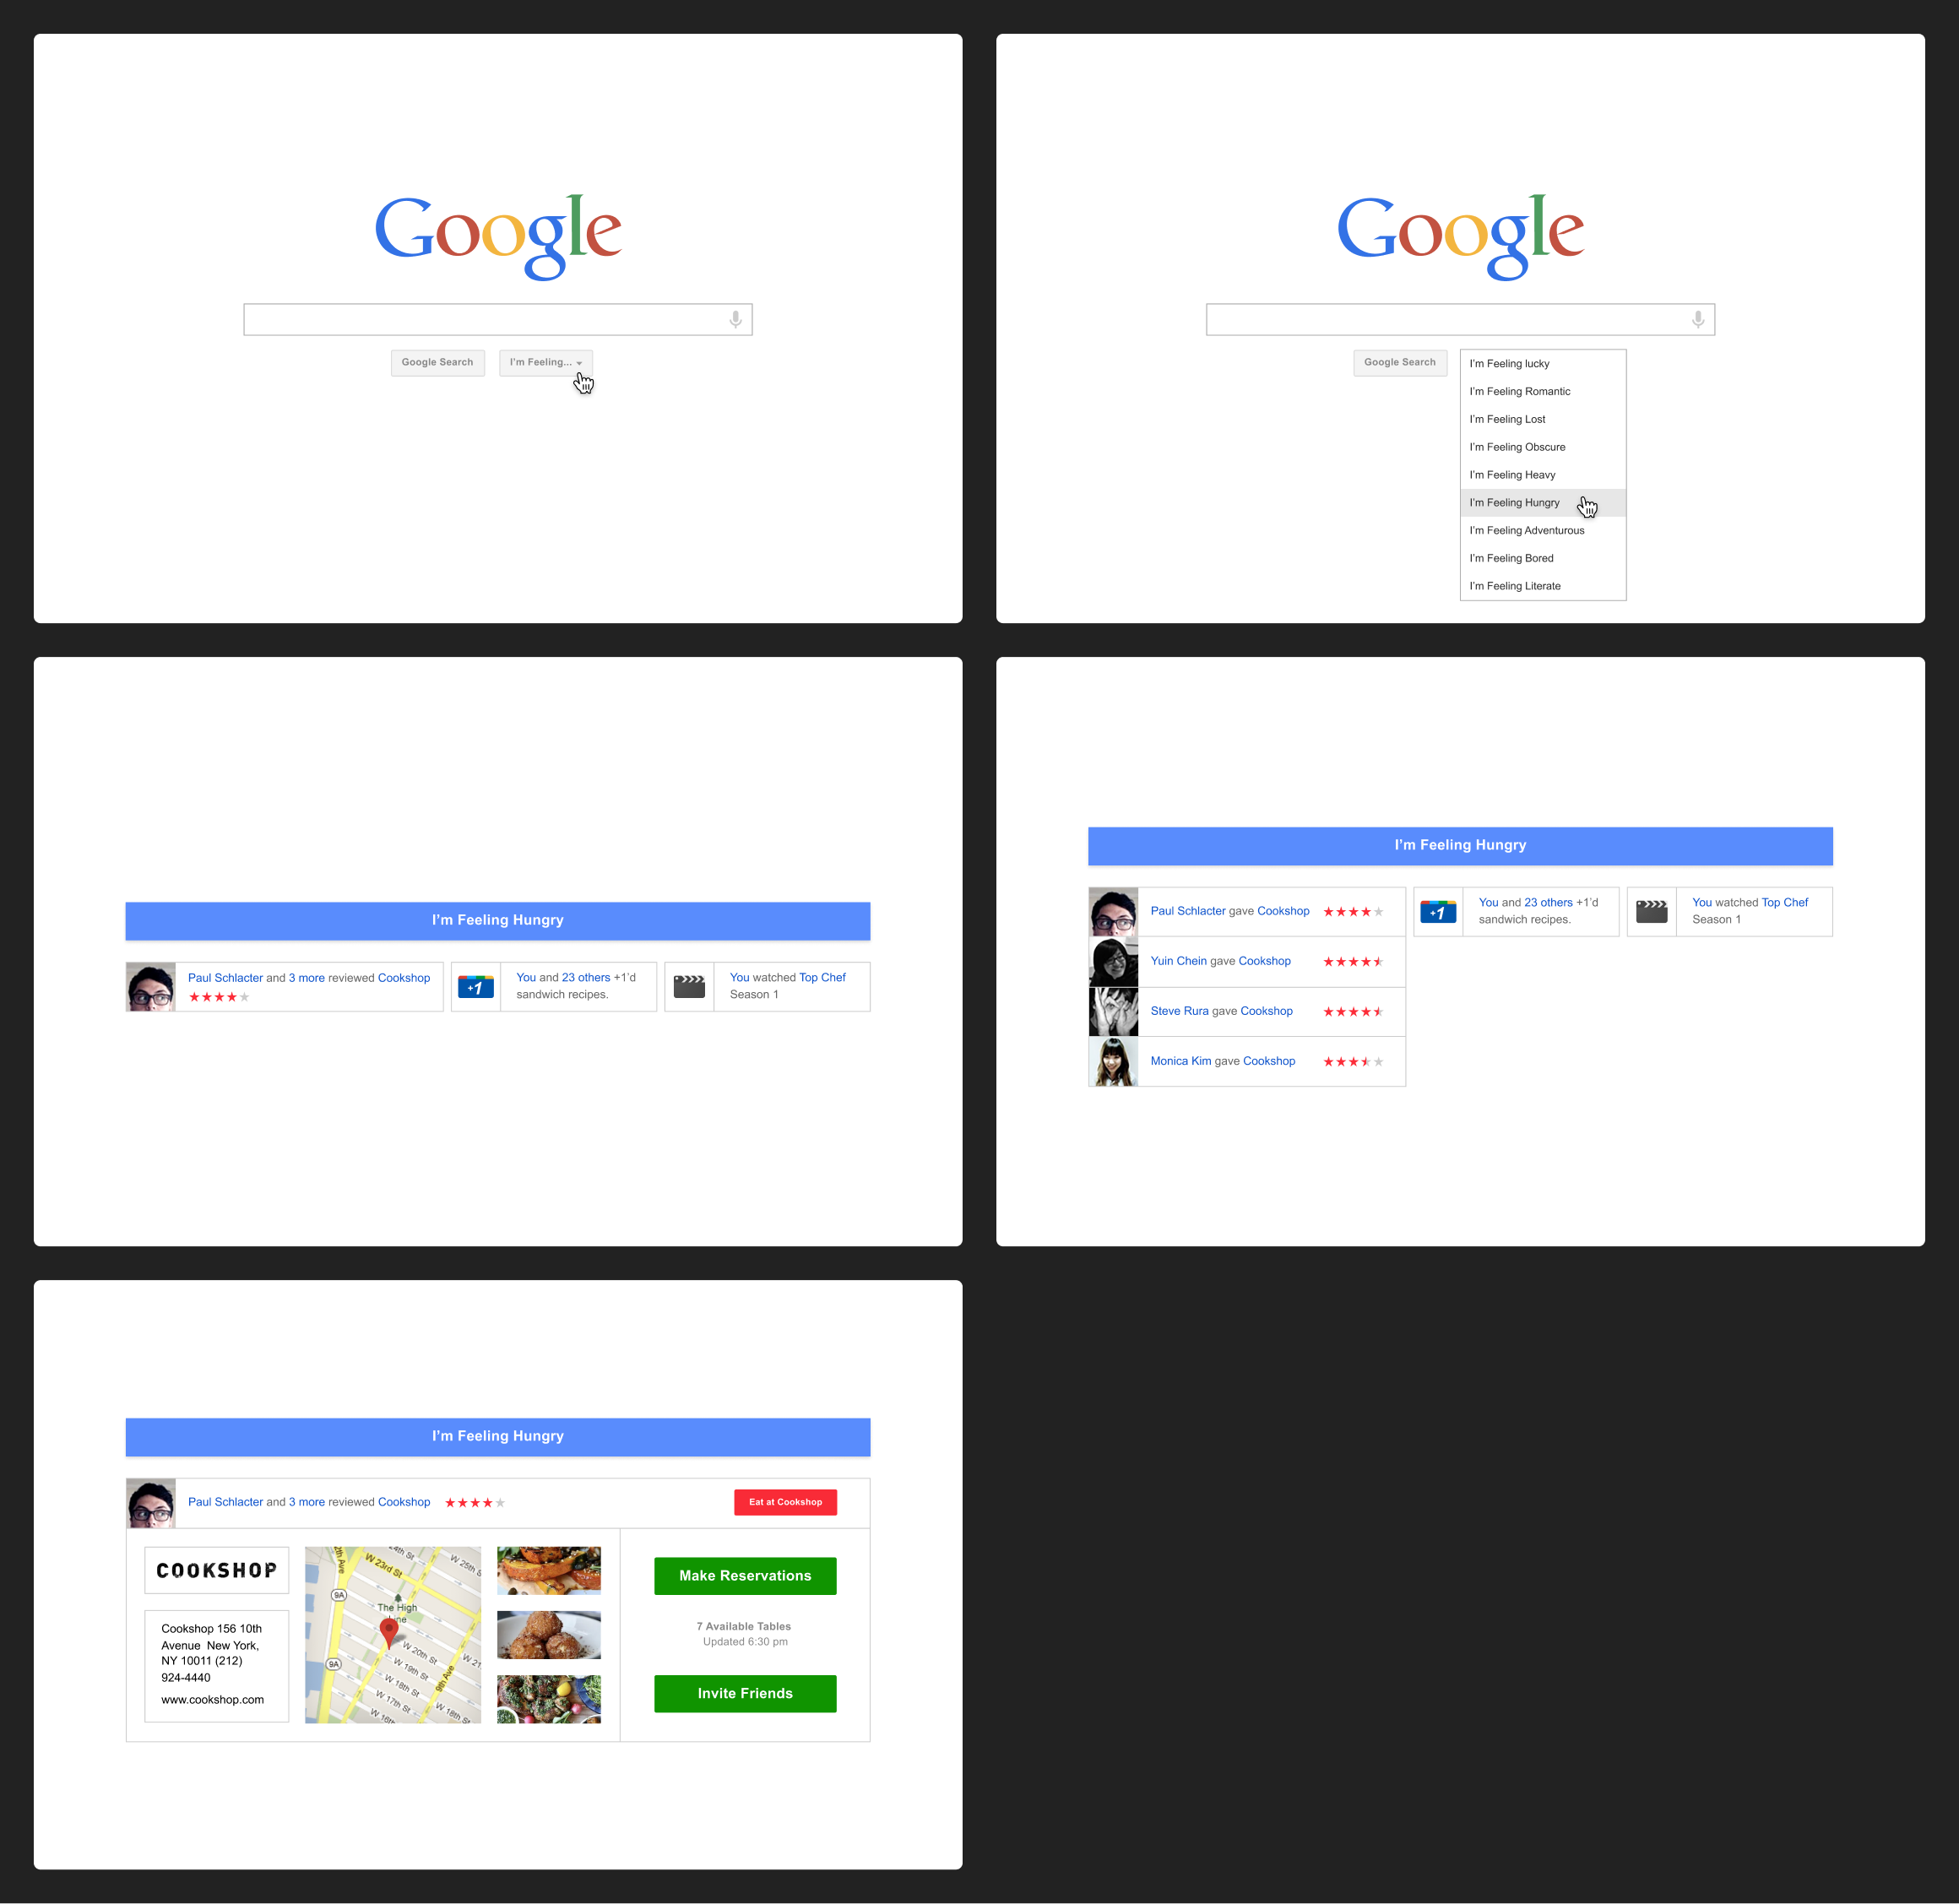 Google
Google Search
I'm Feeling...
Google
Google Search
I'm Feeling lucky
I'm Feeling Romantic
I'm Feeling Lost
I'm Feeling Obscure
I'm Feeling Heavy
I'm Feeling Hungry
I'm Feeling Adventurous
I'm Feeling Bored
I'm Feeling Literate
I'm Feeling Hungry
Paul Schlacter and 3 more reviewed Cookshop
+1
You and 23 others +1'd
sandwich recipes.
You watched Top Chef
Season 1
I'm Feeling Hungry
Paul Schlacter gave Cookshop
+1
You and 23 others +1'd
sandwich recipes.
You watched Top Chef
Season 1
Yuin Chein gave Cookshop
Steve Rura gave Cookshop
Monica Kim gave Cookshop
I'm Feeling Hungry
Paul Schlacter and 3 more reviewed Cookshop
Eat at Cookshop
COOKSHOP
Cookshop 156 10th
Avenue New York,
NY 10011 (212)
924-4440
www.cookshop.com
W 23rd St
W 25th S
9A
The High
Line
W 20th St
W 19th St
9A
W 18th St
9th Ave
W 21
W 17th St
W 18th St
Make Reservations
7 Available Tables
Updated 6:30 pm
Invite Friends